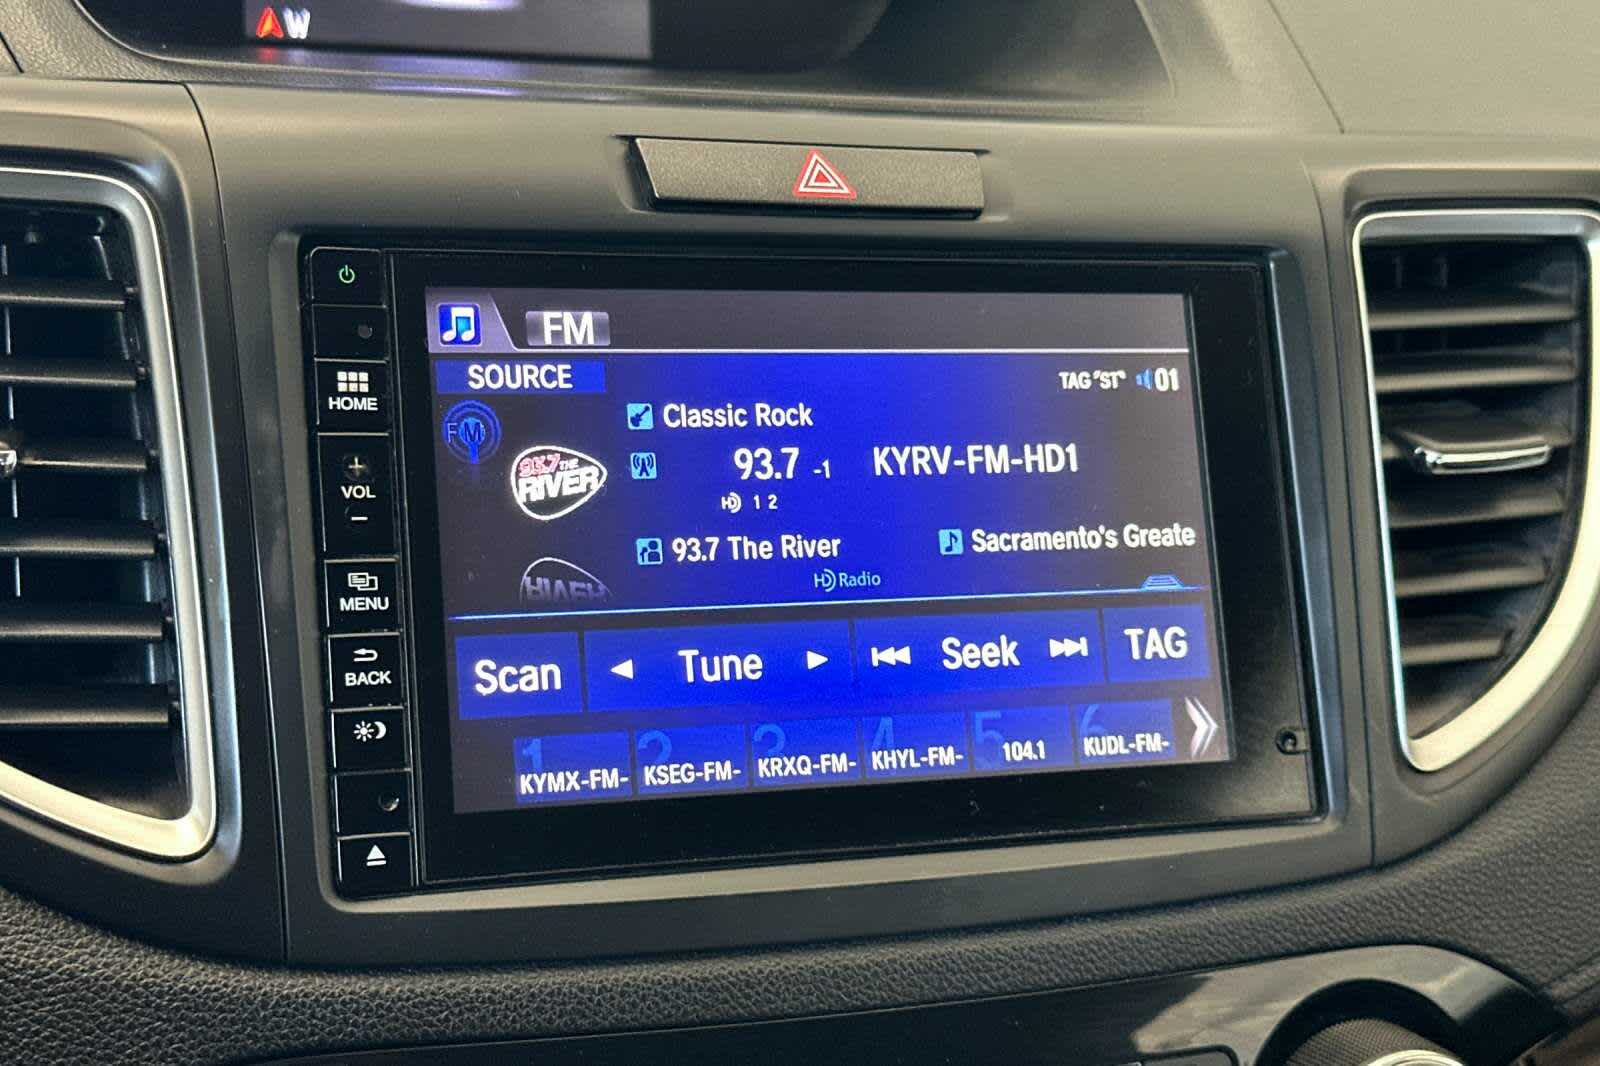 W
HOME
+
VOL
−
MENU
BACK
FM
SOURCE
TAG "ST" 01
FM
Classic Rock
93.7 THE
RIVER
93.7 -1 KYRV-FM-HD1
HD 1 2
93.7 The River Sacramento's Greate
HD Radio
Scan Tune Seek TAG
1 2 3 4 5 6
KYMX-FM- KSEG-FM- KRXQ-FM- KHYL-FM- 104.1 KUDL-FM-